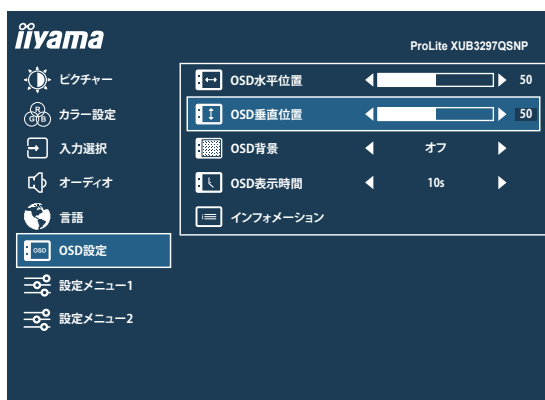 iiyama
ProLite XUB3297QSNP
ピクチャー
カラー設定
入力選択
オーディオ
言語
OSD設定
設定メニュー1
設定メニュー2
OSD水平位置 50
OSD垂直位置 50
OSD背景 オフ
OSD表示時間 10s
インフォメーション
R
G B
OSD